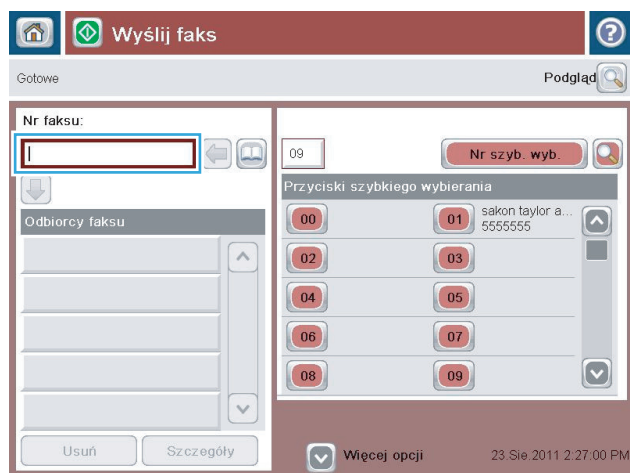 Wyślij faks
Gotowe
Podgląd
Nr faksu:
09
Nr szyb. wyb.
Przyciski szybkiego wybierania
Odbiorcy faksu
00
01
sakon taylor a...
5555555
02
03
04
05
06
07
08
09
Usuń
Szczegóły
Więcej opcji
23.Sie.2011 2:27:00 PM